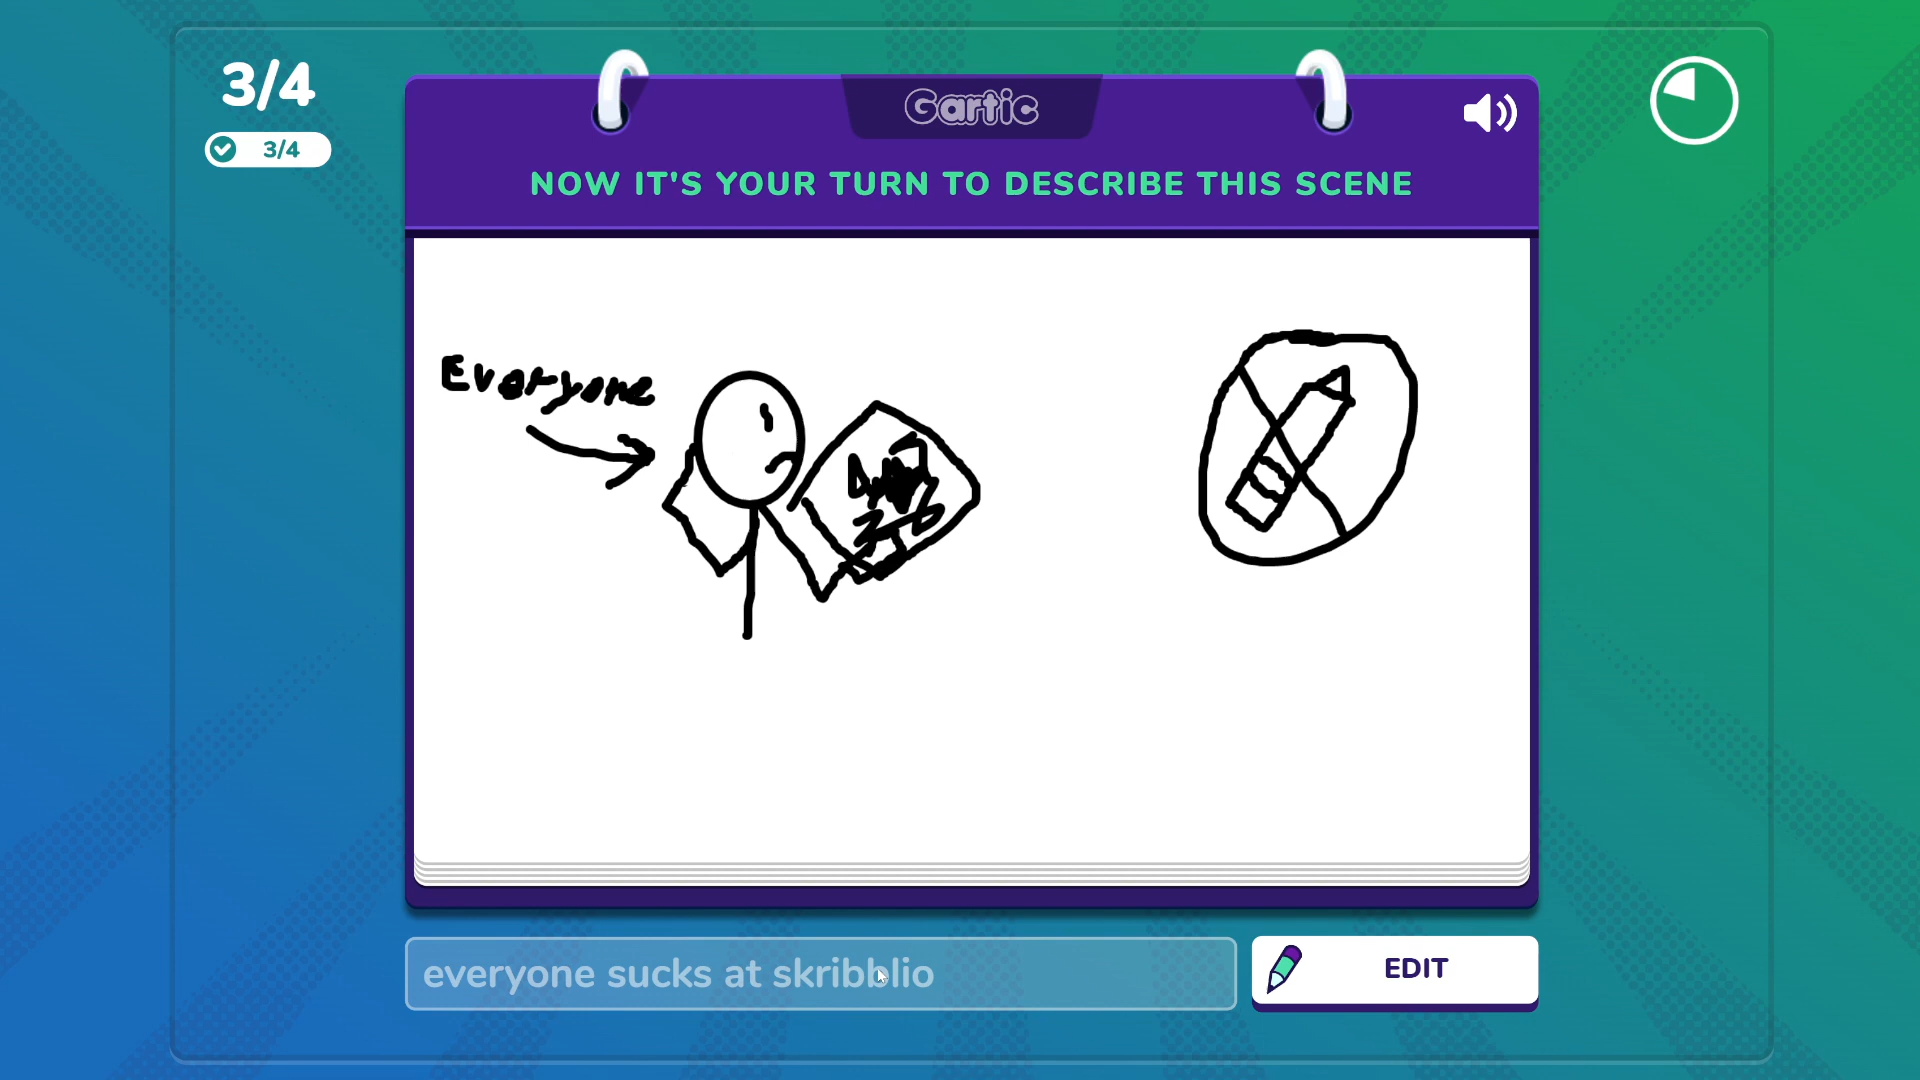 3/4
3/4
Gartic
NOW IT'S YOUR TURN TO DESCRIBE THIS SCENE
Everyone
everyone sucks at skribblio
EDIT